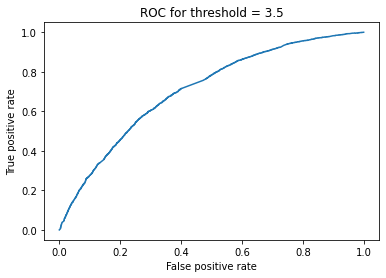 ROC for threshold = 3.5
1.0
0.8
0.6
0.4
0.2
0.0
True positive rate
0.0 0.2 0.4 0.6 0.8 1.0
False positive rate